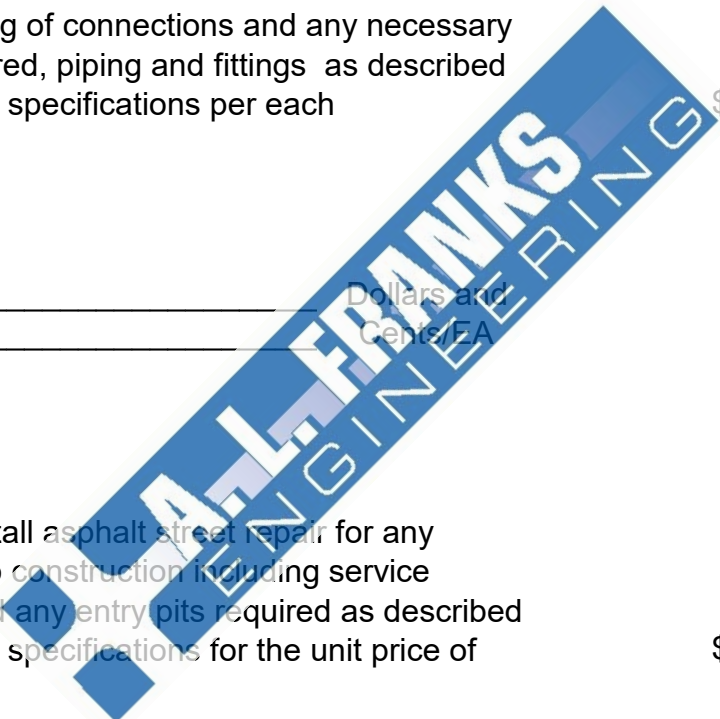 g of connections and any necessary
red, piping and fittings as described
specifications per each
$
A.L. FRANKS
ENGINEERING
Dollars and
Cents/EA
tall asphalt street repair for any
construction including service
any entry pits required as described
specifications for the unit price of
$